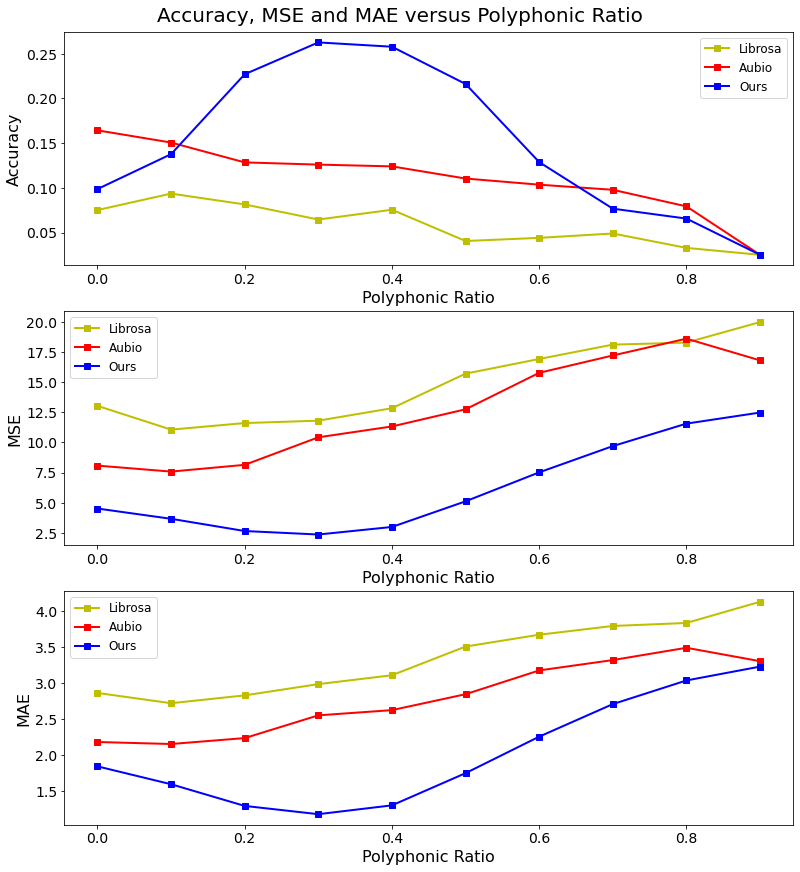 Accuracy, MSE and MAE versus Polyphonic Ratio
Librosa
Aubio
Ours
Accuracy
0.25
0.20
0.15
0.10
0.05
0.0 0.2 0.4 0.6 0.8
Polyphonic Ratio
Librosa
Aubio
Ours
MSE
20.0
17.5
15.0
12.5
10.0
7.5
5.0
2.5
0.0 0.2 0.4 0.6 0.8
Polyphonic Ratio
Librosa
Aubio
Ours
MAE
4.0
3.5
3.0
2.5
2.0
1.5
0.0 0.2 0.4 0.6 0.8
Polyphonic Ratio